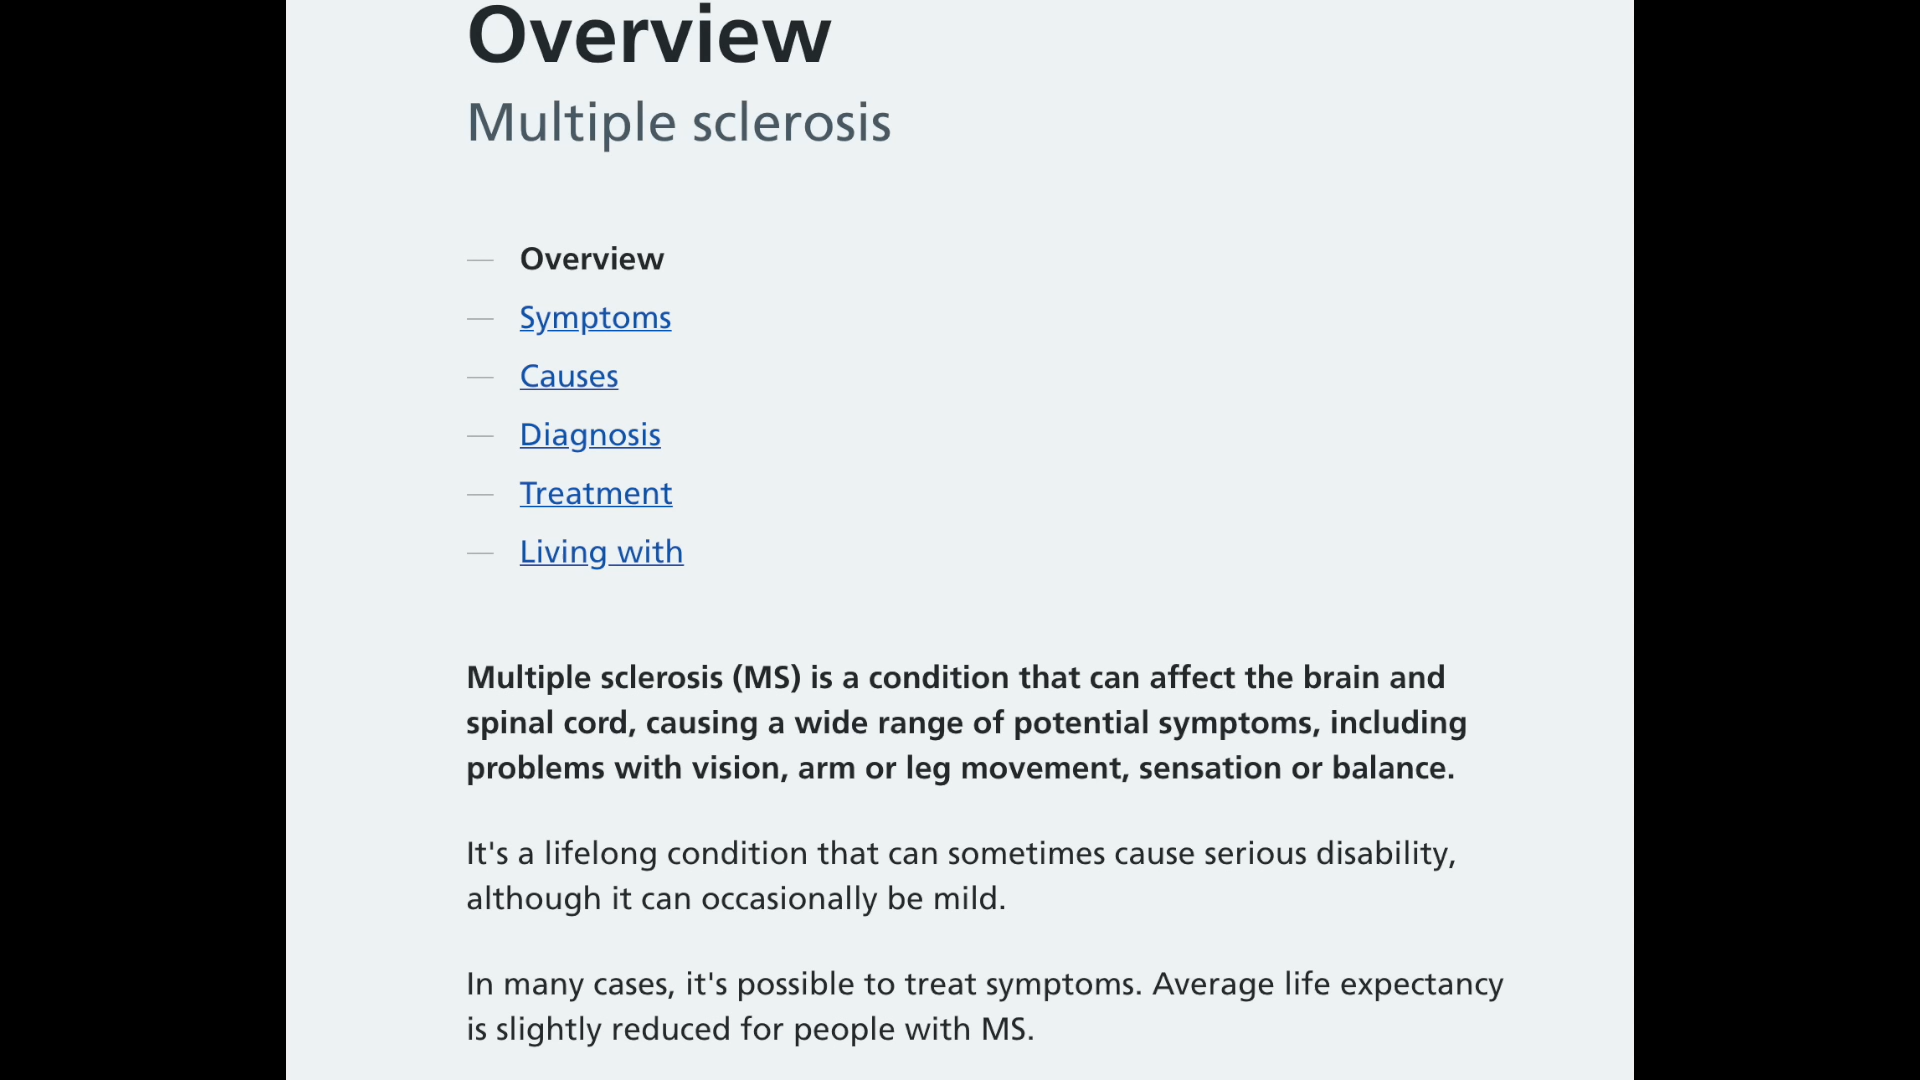 Overview
Multiple sclerosis
— Overview
— Symptoms
— Causes
— Diagnosis
— Treatment
— Living with
Multiple sclerosis (MS) is a condition that can affect the brain and
spinal cord, causing a wide range of potential symptoms, including
problems with vision, arm or leg movement, sensation or balance.
It's a lifelong condition that can sometimes cause serious disability,
although it can occasionally be mild.
In many cases, it's possible to treat symptoms. Average life expectancy
is slightly reduced for people with MS.